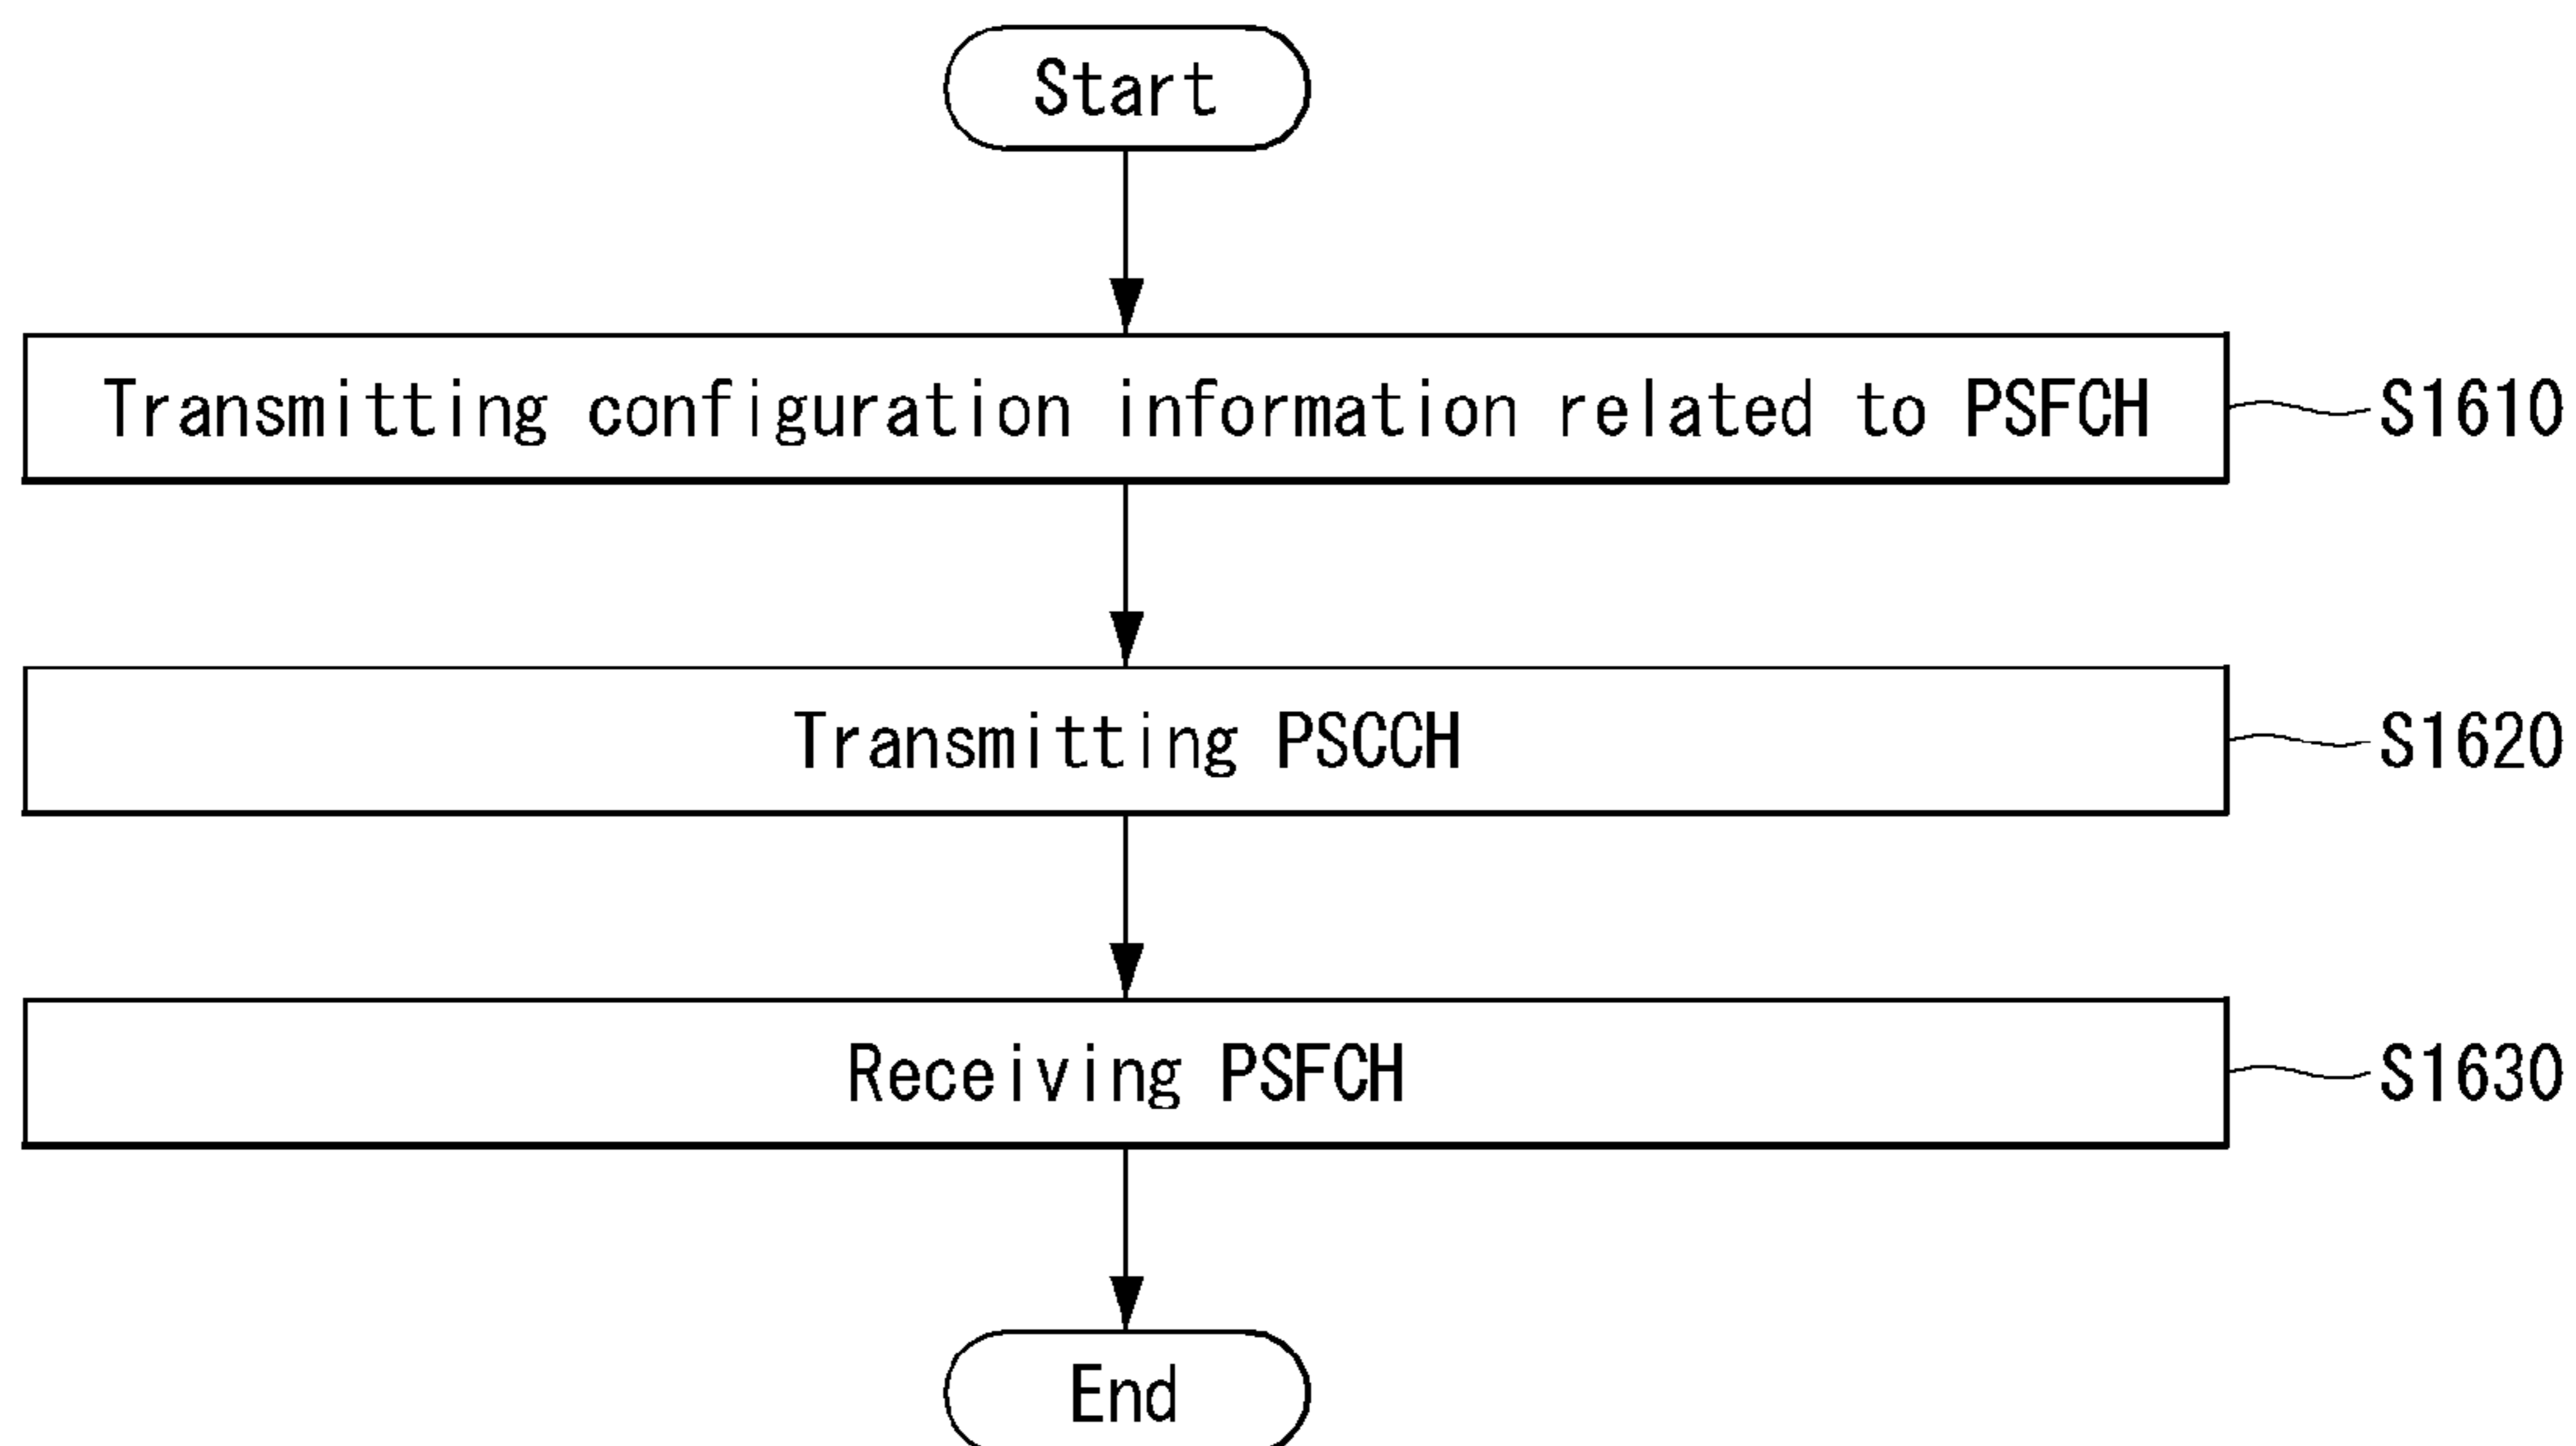 Start
Transmitting configuration information related to PSFCH
S1610
Transmitting PSCCH
S1620
Receiving PSFCH
S1630
End